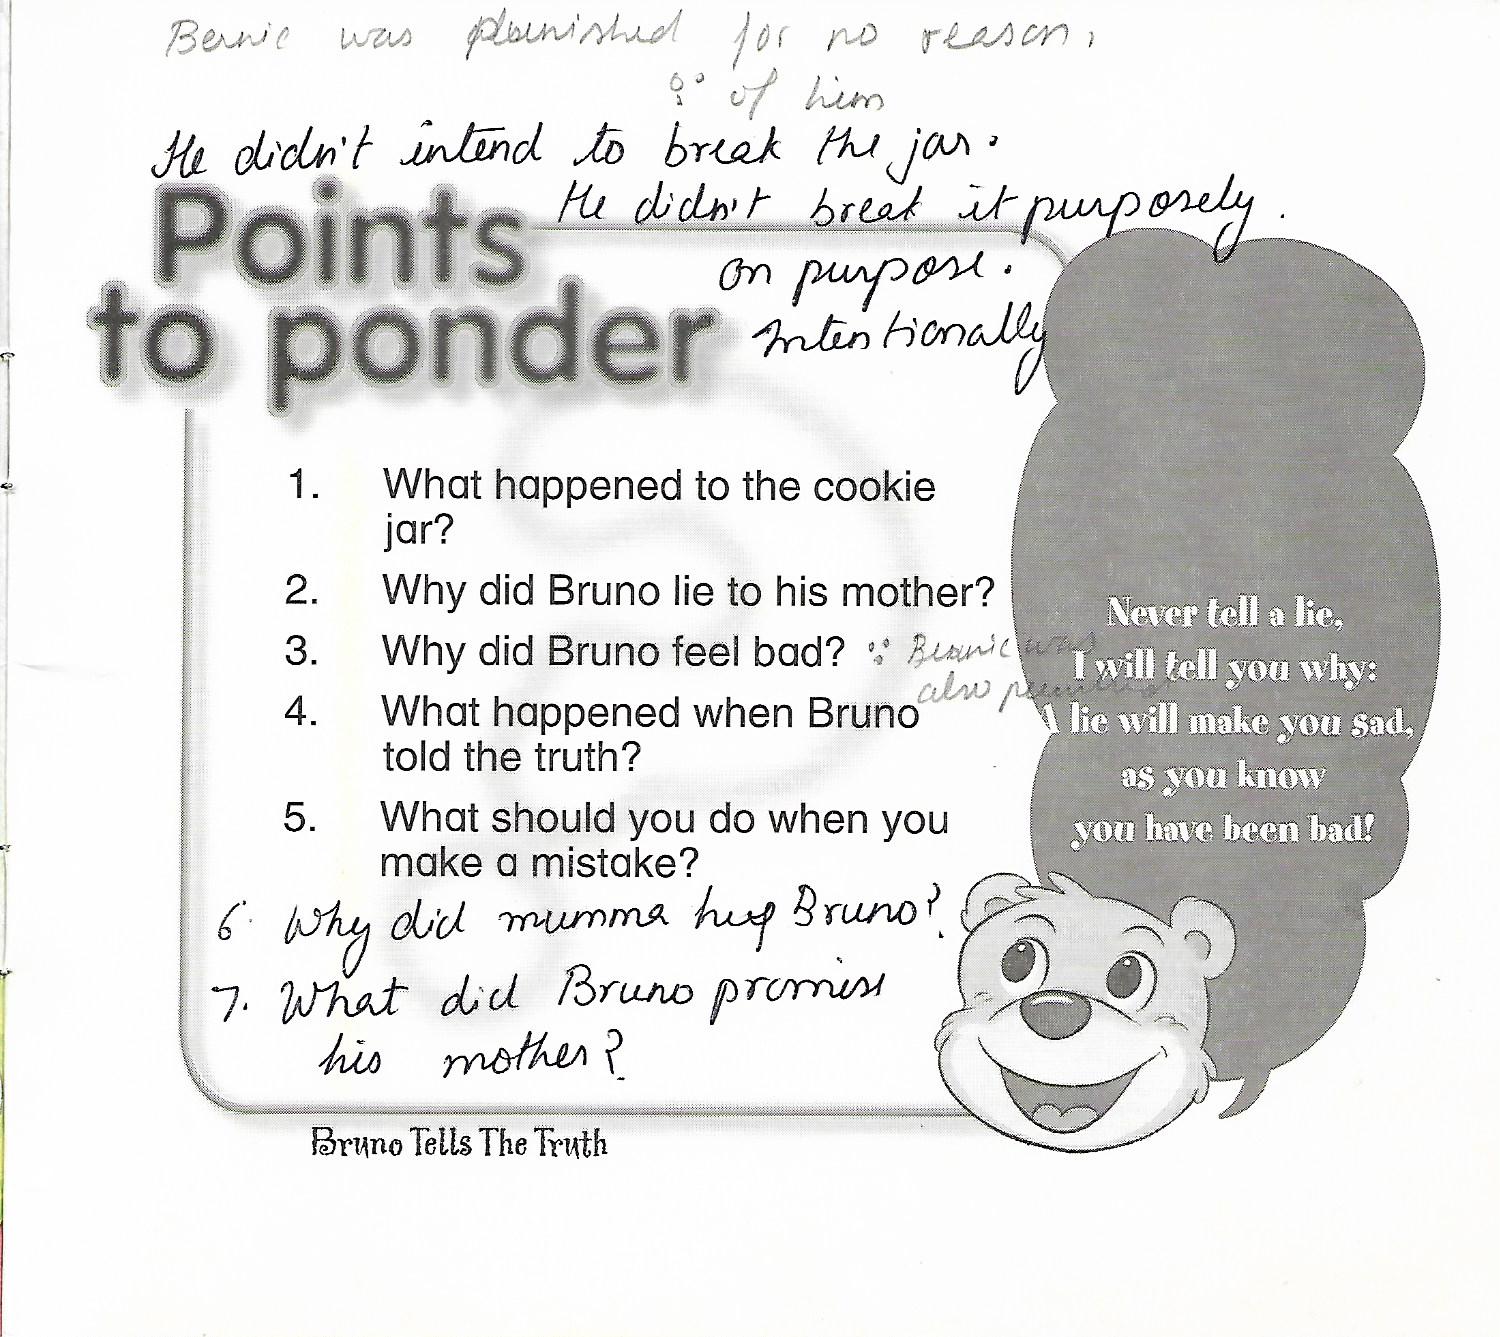 Bernie was punished for no reason,
∵ of him
He didn't intend to break the jar.
He didn't break it purposely.
on purpose.
Intentionally
Points
to ponder
1. What happened to the cookie
jar?
2. Why did Bruno lie to his mother?
3. Why did Bruno feel bad? ∵ Bernie was
also punished
4. What happened when Bruno
told the truth?
5. What should you do when you
make a mistake?
6. Why did mumma hug Bruno?
7. What did Bruno promise
his mother?
Never tell a lie,
I will tell you why:
A lie will make you sad,
as you know
you have been bad!
Bruno Tells The Truth